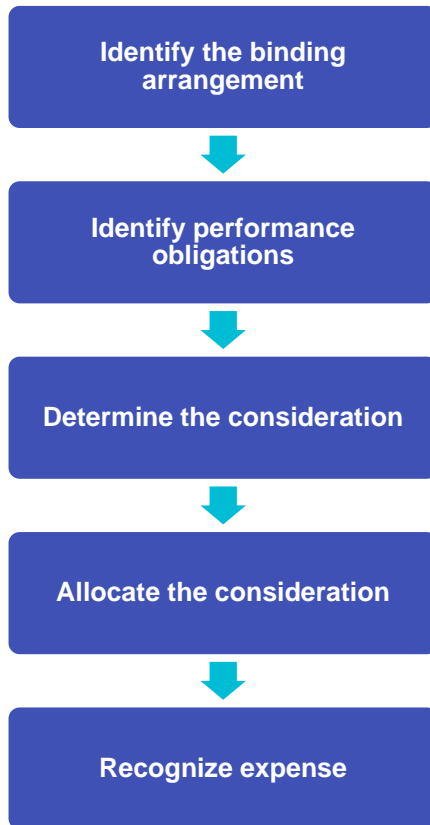 Identify the binding
arrangement
Identify performance
obligations
Determine the consideration
Allocate the consideration
Recognize expense